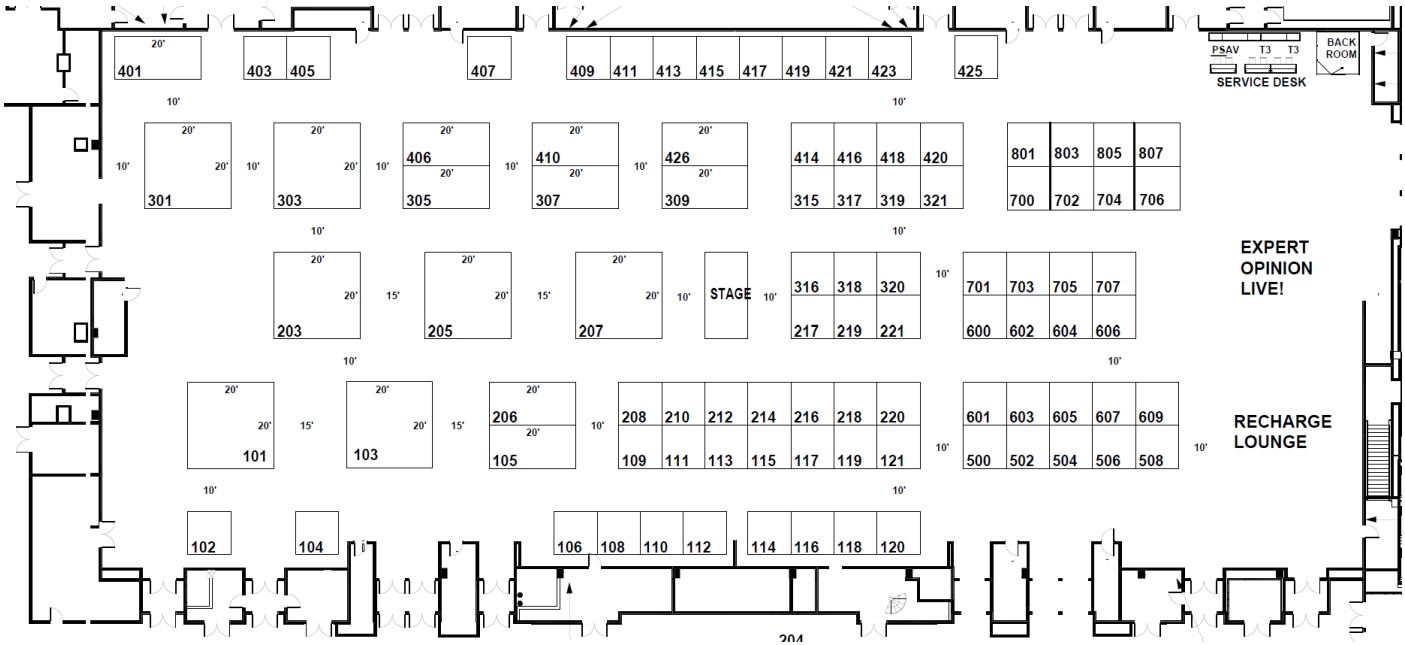 20'
401 403 405 407 409 411 413 415 417 419 421 423 425
PSAV T3 T3
BACK
ROOM
SERVICE DESK
10' 10'
20' 20' 20' 20' 20'
406 410 426 414 416 418 420 801 803 805 807
10' 20' 10' 20' 10' 10' 10'
20' 20' 20'
301 303 305 307 309 315 317 319 321 700 702 704 706
10' 10'
EXPERT
OPINION
LIVE!
20' 20' 20'
10'
316 318 320 701 703 705 707
20' 15' 20' 15' 20' 10' STAGE 10'
203 205 207 217 219 221 600 602 604 606
10' 10'
20' 20' 20'
206 208 210 212 214 216 218 220 601 603 605 607 609
RECHARGE
LOUNGE
20' 15' 20' 15' 20' 10'
10' 10'
101 103 105 109 111 113 115 117 119 121 500 502 504 506 508
10' 10'
102 104 106 108 110 112 114 116 118 120
204